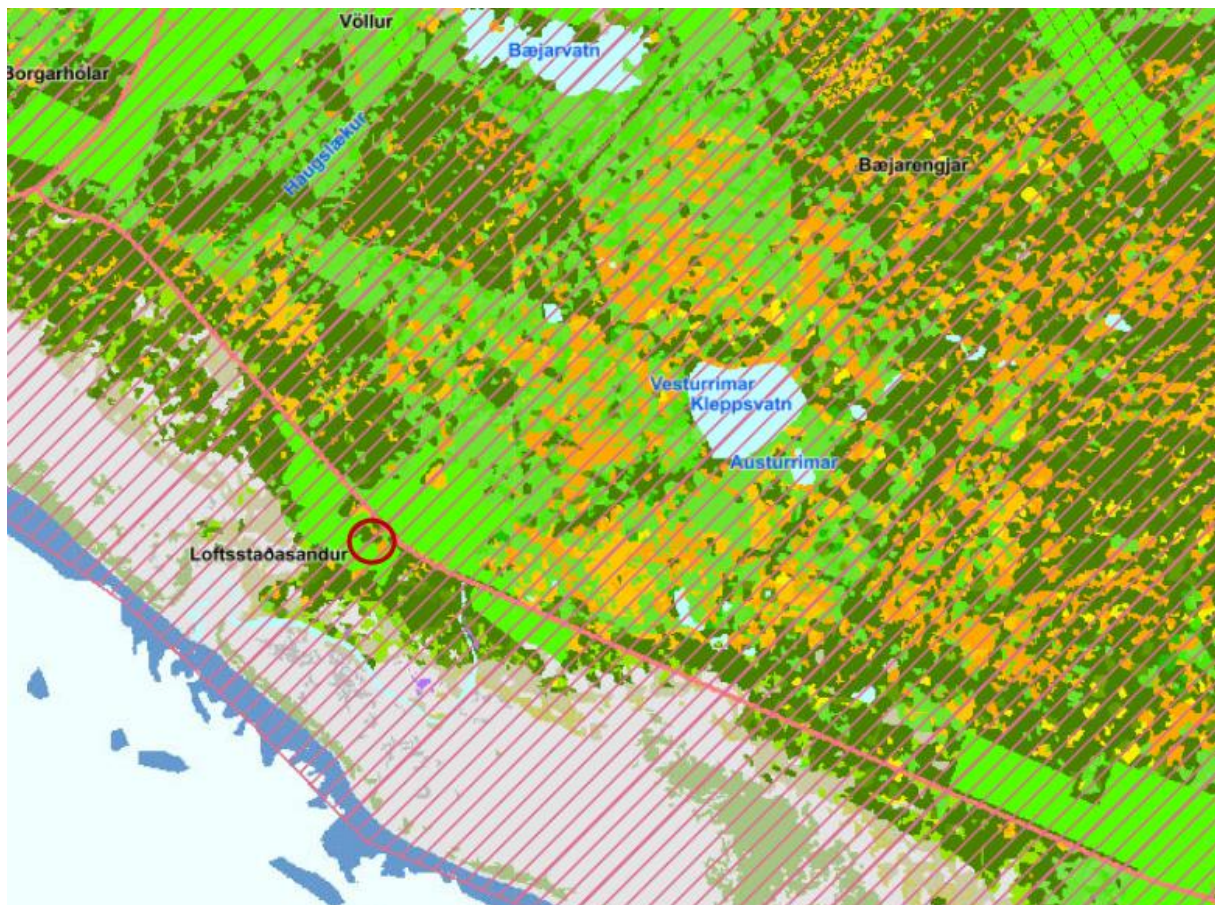 Völlur
Bæjarvatn
Borgarhólar
Haugslækur
Bæjarengjar
Vesturrimar
Kleppsvatn
Austurrimar
Loftsstaðasandur